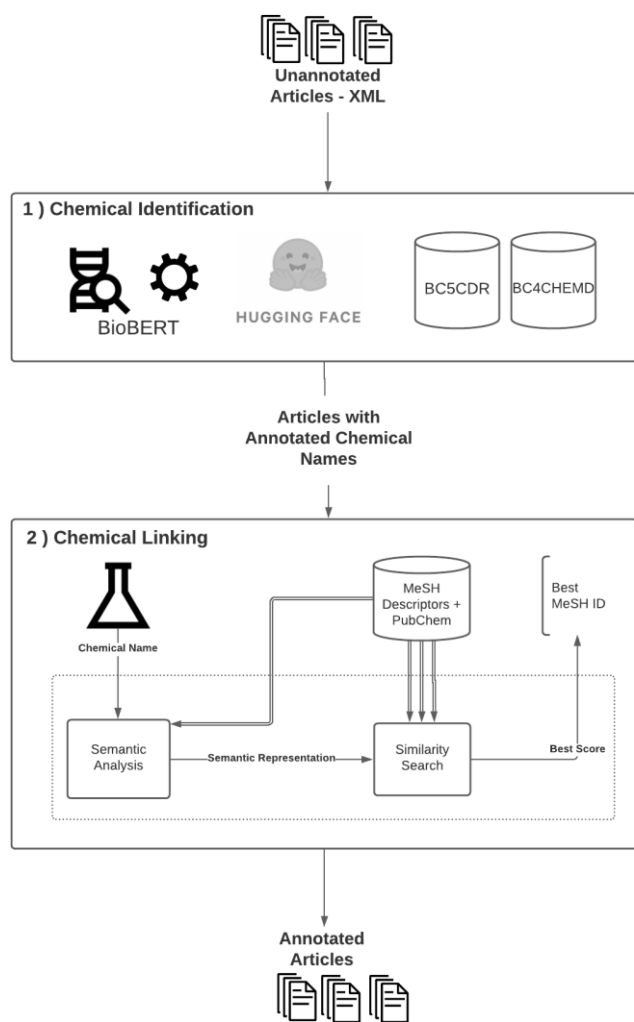 Unannotated
Articles - XML
1 ) Chemical Identification
BioBERT
HUGGING FACE
BC5CDR
BC4CHEMD
Articles with
Annotated Chemical
Names
2 ) Chemical Linking
MeSH
Descriptors +
PubChem
Best
MeSH ID
Chemical Name
Semantic
Analysis
Semantic Representation
Similarity
Search
Best Score
Annotated
Articles